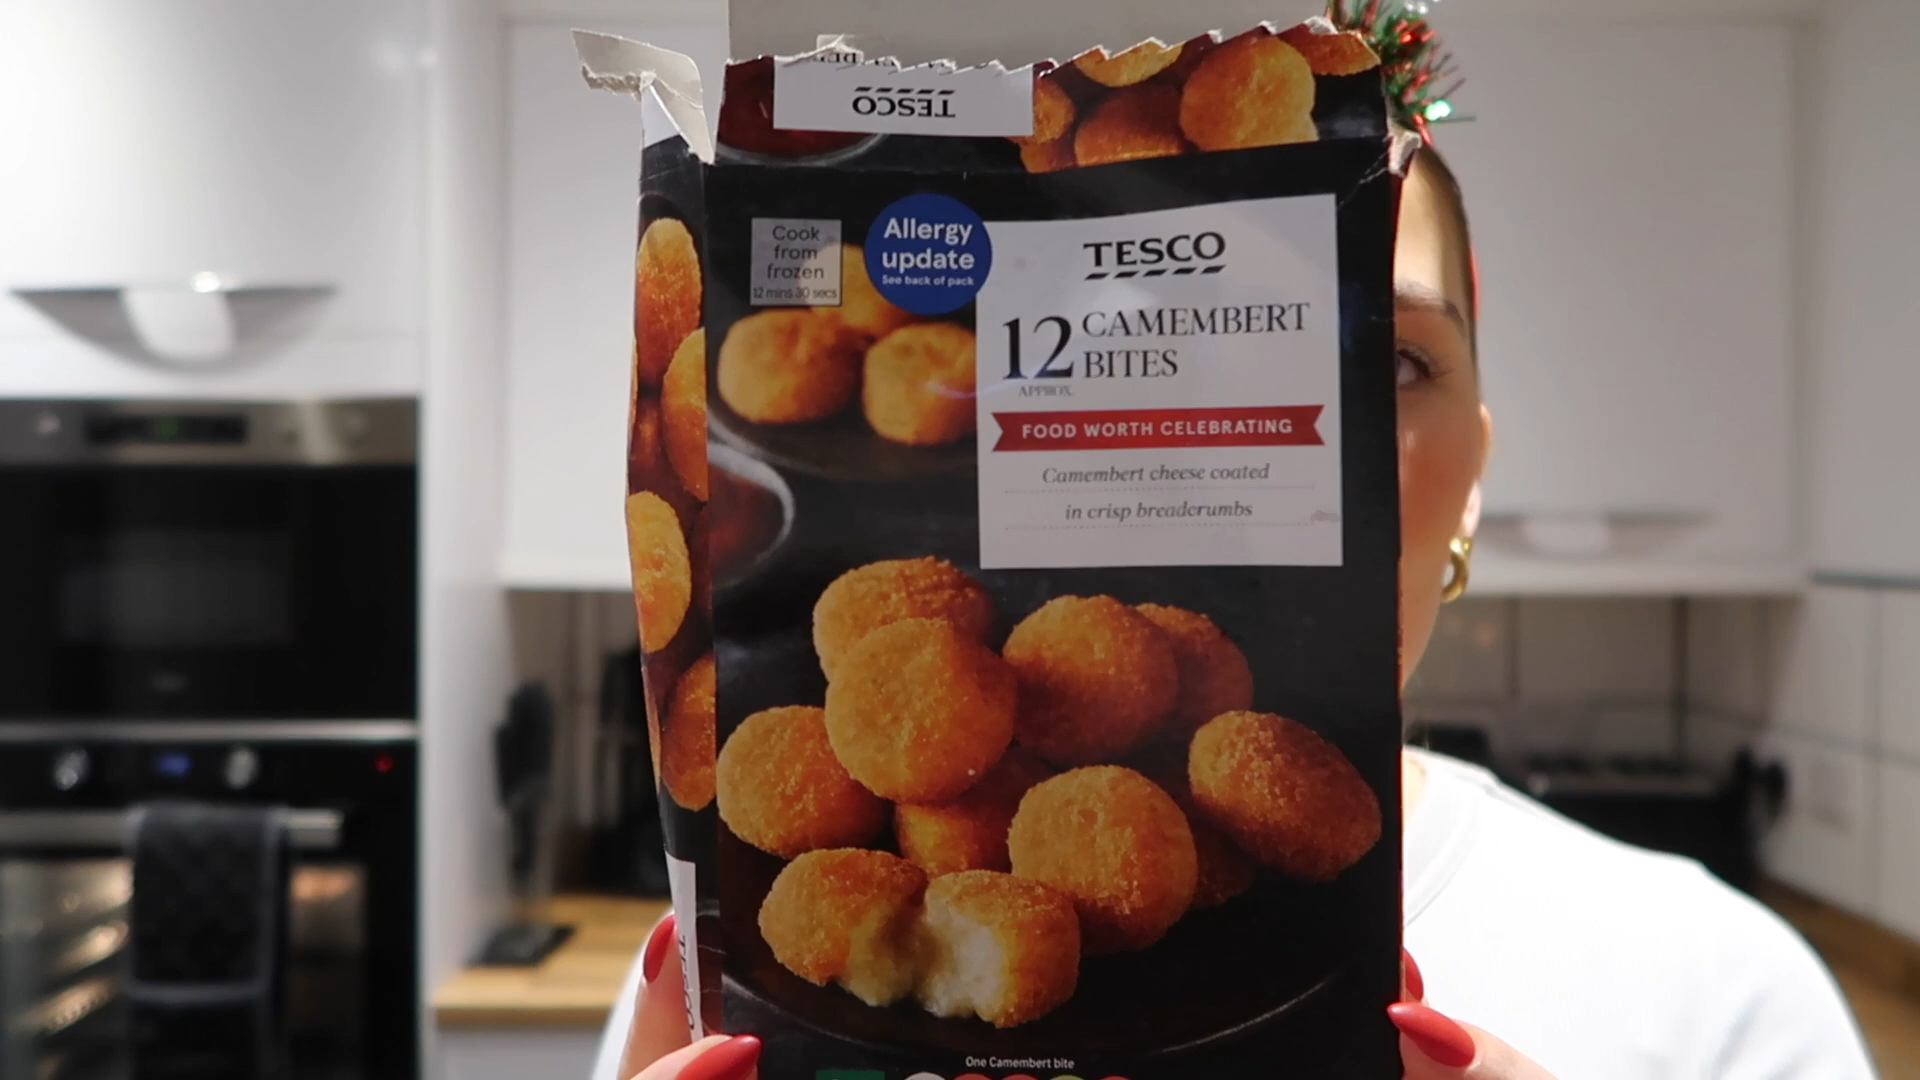 TESCO
Cook
from
frozen
12 mins 30 secs
Allergy
update
See back of pack
TESCO
12 CAMEMBERT
BITES
APPROX.
FOOD WORTH CELEBRATING
Camembert cheese coated
in crisp breadcrumbs
One Camembert bite